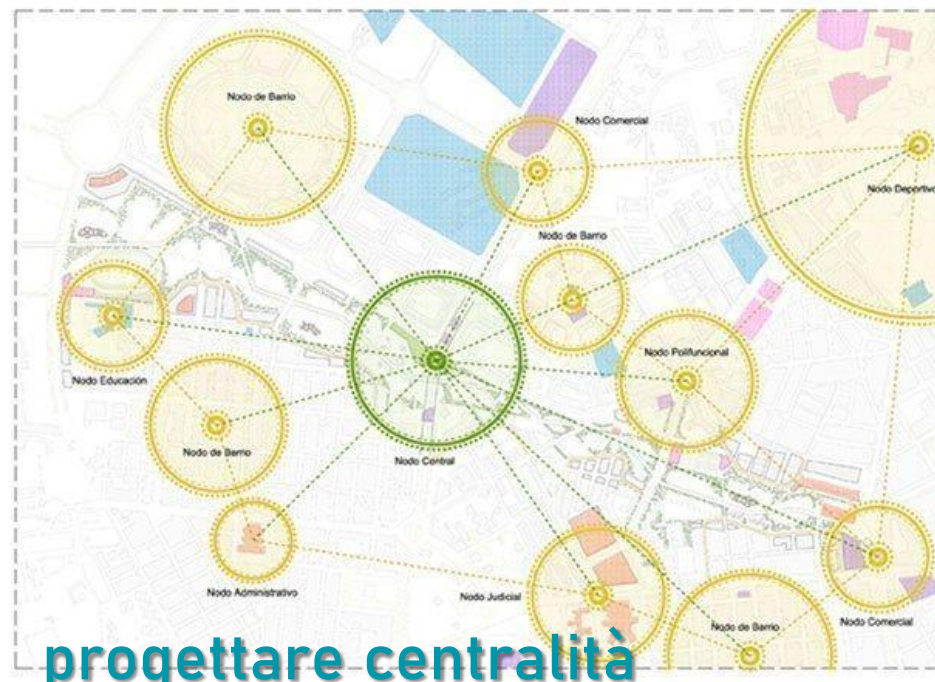 Nodo de Barrio
Nodo Comercial
Nodo Deportivo
Nodo de Barrio
Nodo Polifuncional
Nodo Educación
Nodo de Barrio
Nodo Central
Nodo Administrativo
Nodo Judicial
Nodo Comercial
Nodo de Barrio
progettare centralità